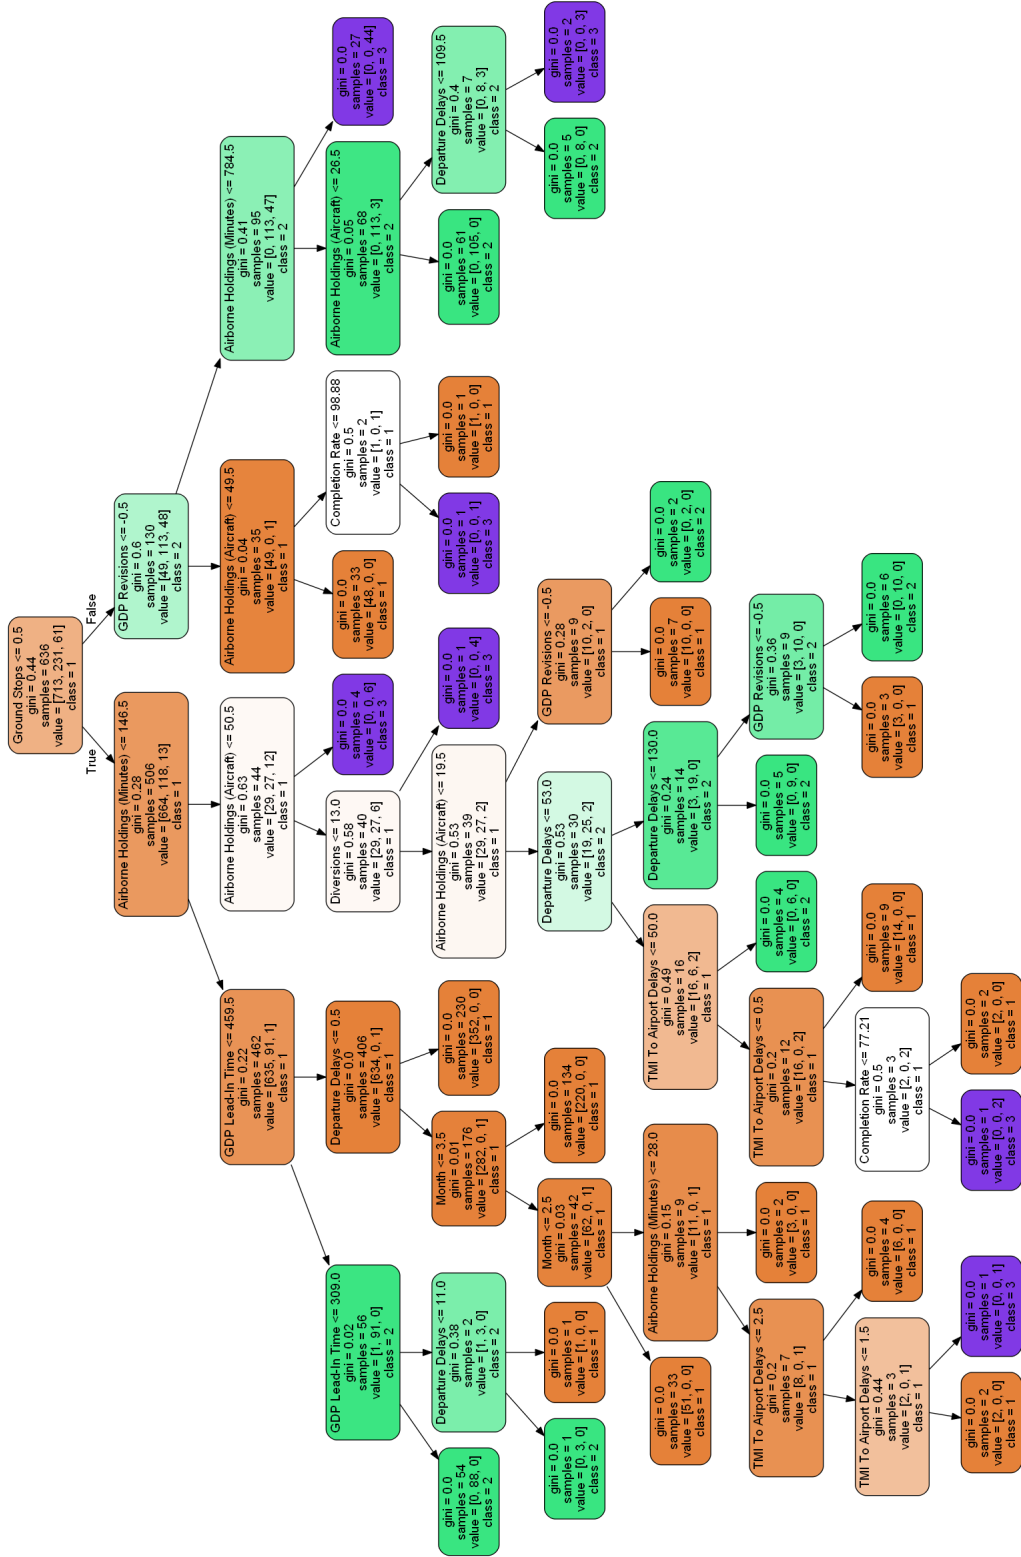 Ground Stops <= 0.5
gini = 0.44
samples = 636
value = [713, 231, 61]
class = 1
True
False
Airborne Holdings (Minutes) <= 146.5
gini = 0.28
samples = 506
value = [664, 118, 13]
class = 1
GDP Revisions <= -0.5
gini = 0.6
samples = 130
value = [49, 113, 48]
class = 2
GDP Lead-In Time <= 459.5
gini = 0.22
samples = 462
value = [635, 91, 1]
class = 1
Airborne Holdings (Aircraft) <= 50.5
gini = 0.63
samples = 44
value = [29, 27, 12]
class = 1
Airborne Holdings (Aircraft) <= 49.5
gini = 0.04
samples = 35
value = [49, 0, 1]
class = 1
Airborne Holdings (Minutes) <= 784.5
gini = 0.41
samples = 95
value = [0, 113, 47]
class = 2
GDP Lead-In Time <= 309.0
gini = 0.02
samples = 56
value = [1, 91, 0]
class = 2
Departure Delays <= 0.5
gini = 0.0
samples = 406
value = [634, 0, 1]
class = 1
Diversions <= 13.0
gini = 0.58
samples = 40
value = [29, 27, 6]
class = 1
gini = 0.0
samples = 4
value = [0, 0, 6]
class = 3
gini = 0.0
samples = 33
value = [48, 0, 0]
class = 1
Completion Rate <= 98.88
gini = 0.5
samples = 2
value = [1, 0, 1]
class = 1
Airborne Holdings (Aircraft) <= 26.5
gini = 0.05
samples = 68
value = [0, 113, 3]
class = 2
gini = 0.0
samples = 27
value = [0, 0, 44]
class = 3
gini = 0.0
samples = 54
value = [0, 88, 0]
class = 2
Departure Delays <= 11.0
gini = 0.38
samples = 2
value = [1, 3, 0]
class = 2
Month <= 3.5
gini = 0.01
samples = 176
value = [282, 0, 1]
class = 1
gini = 0.0
samples = 230
value = [352, 0, 0]
class = 1
Airborne Holdings (Aircraft) <= 19.5
gini = 0.53
samples = 39
value = [29, 27, 2]
class = 1
gini = 0.0
samples = 1
value = [0, 0, 4]
class = 3
gini = 0.0
samples = 1
value = [0, 0, 1]
class = 3
gini = 0.0
samples = 1
value = [1, 0, 0]
class = 1
gini = 0.0
samples = 61
value = [0, 105, 0]
class = 2
Departure Delays <= 109.5
gini = 0.4
samples = 7
value = [0, 8, 3]
class = 2
gini = 0.0
samples = 1
value = [0, 3, 0]
class = 2
gini = 0.0
samples = 1
value = [1, 0, 0]
class = 1
Month <= 2.5
gini = 0.03
samples = 42
value = [62, 0, 1]
class = 1
gini = 0.0
samples = 134
value = [220, 0, 0]
class = 1
Departure Delays <= 53.0
gini = 0.53
samples = 30
value = [19, 25, 2]
class = 2
GDP Revisions <= -0.5
gini = 0.28
samples = 9
value = [10, 2, 0]
class = 1
gini = 0.0
samples = 5
value = [0, 8, 0]
class = 2
gini = 0.0
samples = 2
value = [0, 0, 3]
class = 3
gini = 0.0
samples = 33
value = [51, 0, 0]
class = 1
Airborne Holdings (Minutes) <= 28.0
gini = 0.15
samples = 9
value = [11, 0, 1]
class = 1
TMI To Airport Delays <= 50.0
gini = 0.49
samples = 16
value = [16, 6, 2]
class = 1
Departure Delays <= 130.0
gini = 0.24
samples = 14
value = [3, 19, 0]
class = 2
gini = 0.0
samples = 7
value = [10, 0, 0]
class = 1
gini = 0.0
samples = 2
value = [0, 2, 0]
class = 2
TMI To Airport Delays <= 2.5
gini = 0.2
samples = 7
value = [8, 0, 1]
class = 1
gini = 0.0
samples = 2
value = [3, 0, 0]
class = 1
TMI To Airport Delays <= 0.5
gini = 0.2
samples = 12
value = [16, 0, 2]
class = 1
gini = 0.0
samples = 4
value = [0, 6, 0]
class = 2
gini = 0.0
samples = 5
value = [0, 9, 0]
class = 2
GDP Revisions <= -0.5
gini = 0.36
samples = 9
value = [3, 10, 0]
class = 2
TMI To Airport Delays <= 1.5
gini = 0.44
samples = 3
value = [2, 0, 1]
class = 1
gini = 0.0
samples = 4
value = [6, 0, 0]
class = 1
Completion Rate <= 77.21
gini = 0.5
samples = 3
value = [2, 0, 2]
class = 1
gini = 0.0
samples = 9
value = [14, 0, 0]
class = 1
gini = 0.0
samples = 3
value = [3, 0, 0]
class = 1
gini = 0.0
samples = 6
value = [0, 10, 0]
class = 2
gini = 0.0
samples = 2
value = [2, 0, 0]
class = 1
gini = 0.0
samples = 1
value = [0, 0, 1]
class = 3
gini = 0.0
samples = 1
value = [0, 0, 2]
class = 3
gini = 0.0
samples = 2
value = [2, 0, 0]
class = 1